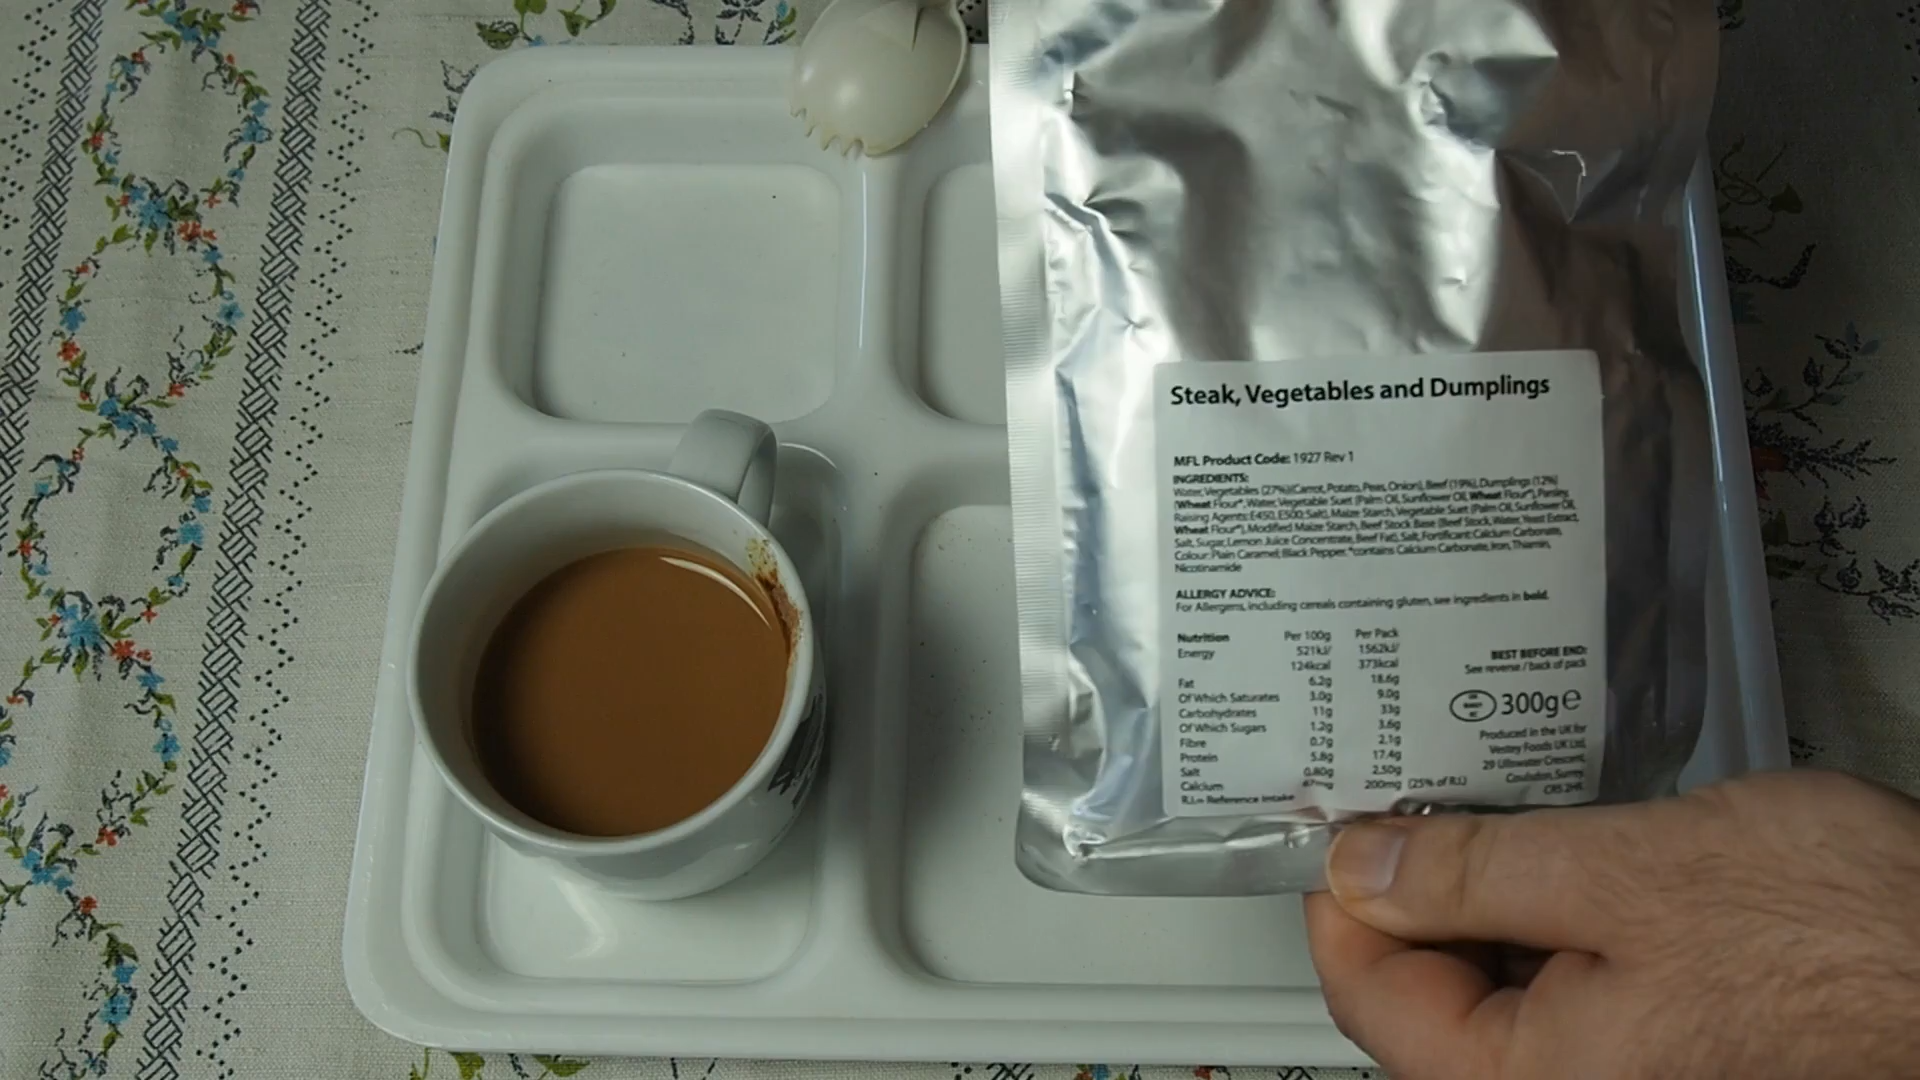 Steak, Vegetables and Dumplings
MFL Product Code: 1927 Rev 1
INGREDIENTS:
Water, Vegetables (27%)(Carrot, Potato, Peas, Onion), Beef (19%), Dumplings (12%)
(Wheat Flour*, Water, Vegetable Suet (Palm Oil, Sunflower Oil, Wheat Flour*), Parsley,
Raising Agents: E450, E500; Salt), Maize Starch, Vegetable Suet (Palm Oil, Sunflower Oil,
Wheat Flour*), Modified Maize Starch, Beef Stock Base (Beef Stock, Water, Yeast Extract,
Salt, Sugar, Lemon Juice Concentrate, Beef Fat), Salt, Fortificant: Calcium Carbonate,
Colour: Plain Caramel; Black Pepper. *contains Calcium Carbonate, Iron, Thiamin,
Nicotinamide
ALLERGY ADVICE:
For Allergens, including cereals containing gluten, see ingredients in bold.
Nutrition Per 100g Per Pack
Energy 521kJ/ 1562kJ/
124kcal 373kcal
Fat 6.2g 18.6g
Of Which Saturates 3.0g 9.0g
Carbohydrates 11g 33g
Of Which Sugars 1.2g 3.6g
Fibre 0.7g 2.1g
Protein 5.8g 17.4g
Salt 0.80g 2.50g
Calcium 67mg 200mg (25% of R.I.)
R.I. = Reference Intake
BEST BEFORE END:
See reverse / back of pack
300g e
Produced in the UK for
Vestey Foods UK Ltd,
29 Ullswater Crescent,
Coulsdon, Surrey
CR5 2HR